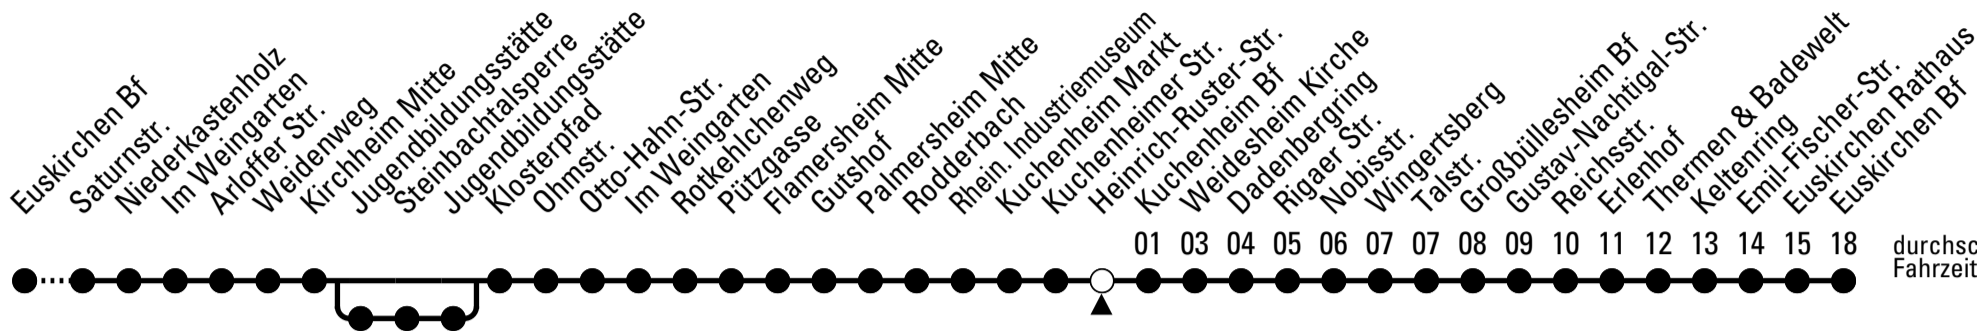 Euskirchen Bf
Saturnstr.
Niederkastenholz
Im Weingarten
Arloffer Str.
Weidenweg
Kirchheim Mitte
Jugendbildungsstätte
Steinbachtalsperre
Jugendbildungsstätte
Klosterpfad
Ohmstr.
Otto-Hahn-Str.
Im Weingarten
Rotkehlchenweg
Pützgasse
Flamersheim Mitte
Gutshof
Palmersheim Mitte
Rodderbach
Rhein. Industriemuseum
Kuchenheim Markt
Kuchenheimer Str.
Heinrich-Ruster-Str.
Kuchenheim Bf
Weidesheim Kirche
Dadenbergring
Rigaer Str.
Nobisstr.
Wingertsberg
Talstr.
Großbüllesheim Bf
Gustav-Nachtigal-Str.
Reichsstr.
Erlenhof
Thermen & Badewelt
Keltenring
Emil-Fischer-Str.
Euskirchen Rathaus
Euskirchen Bf
01 03 04 05 06 07 07 08 09 10 11 12 13 14 15 18
Fahrzeit